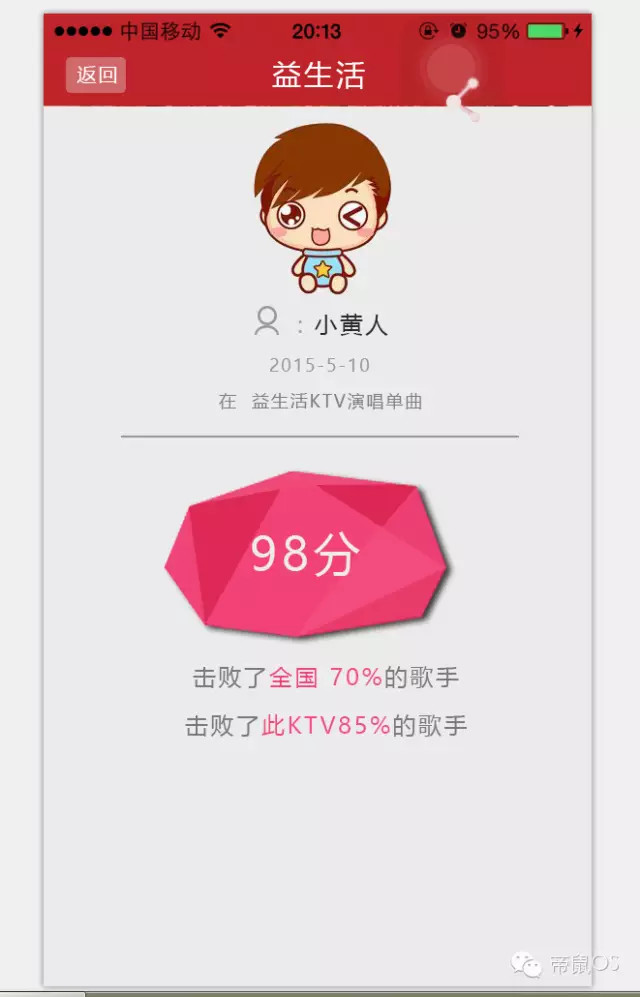 中国移动 20:13 95%
返回 益生活
：小黄人
2015-5-10
在 益生活KTV演唱单曲
98分
击败了全国 70%的歌手
击败了此KTV85%的歌手
帝鼠OS